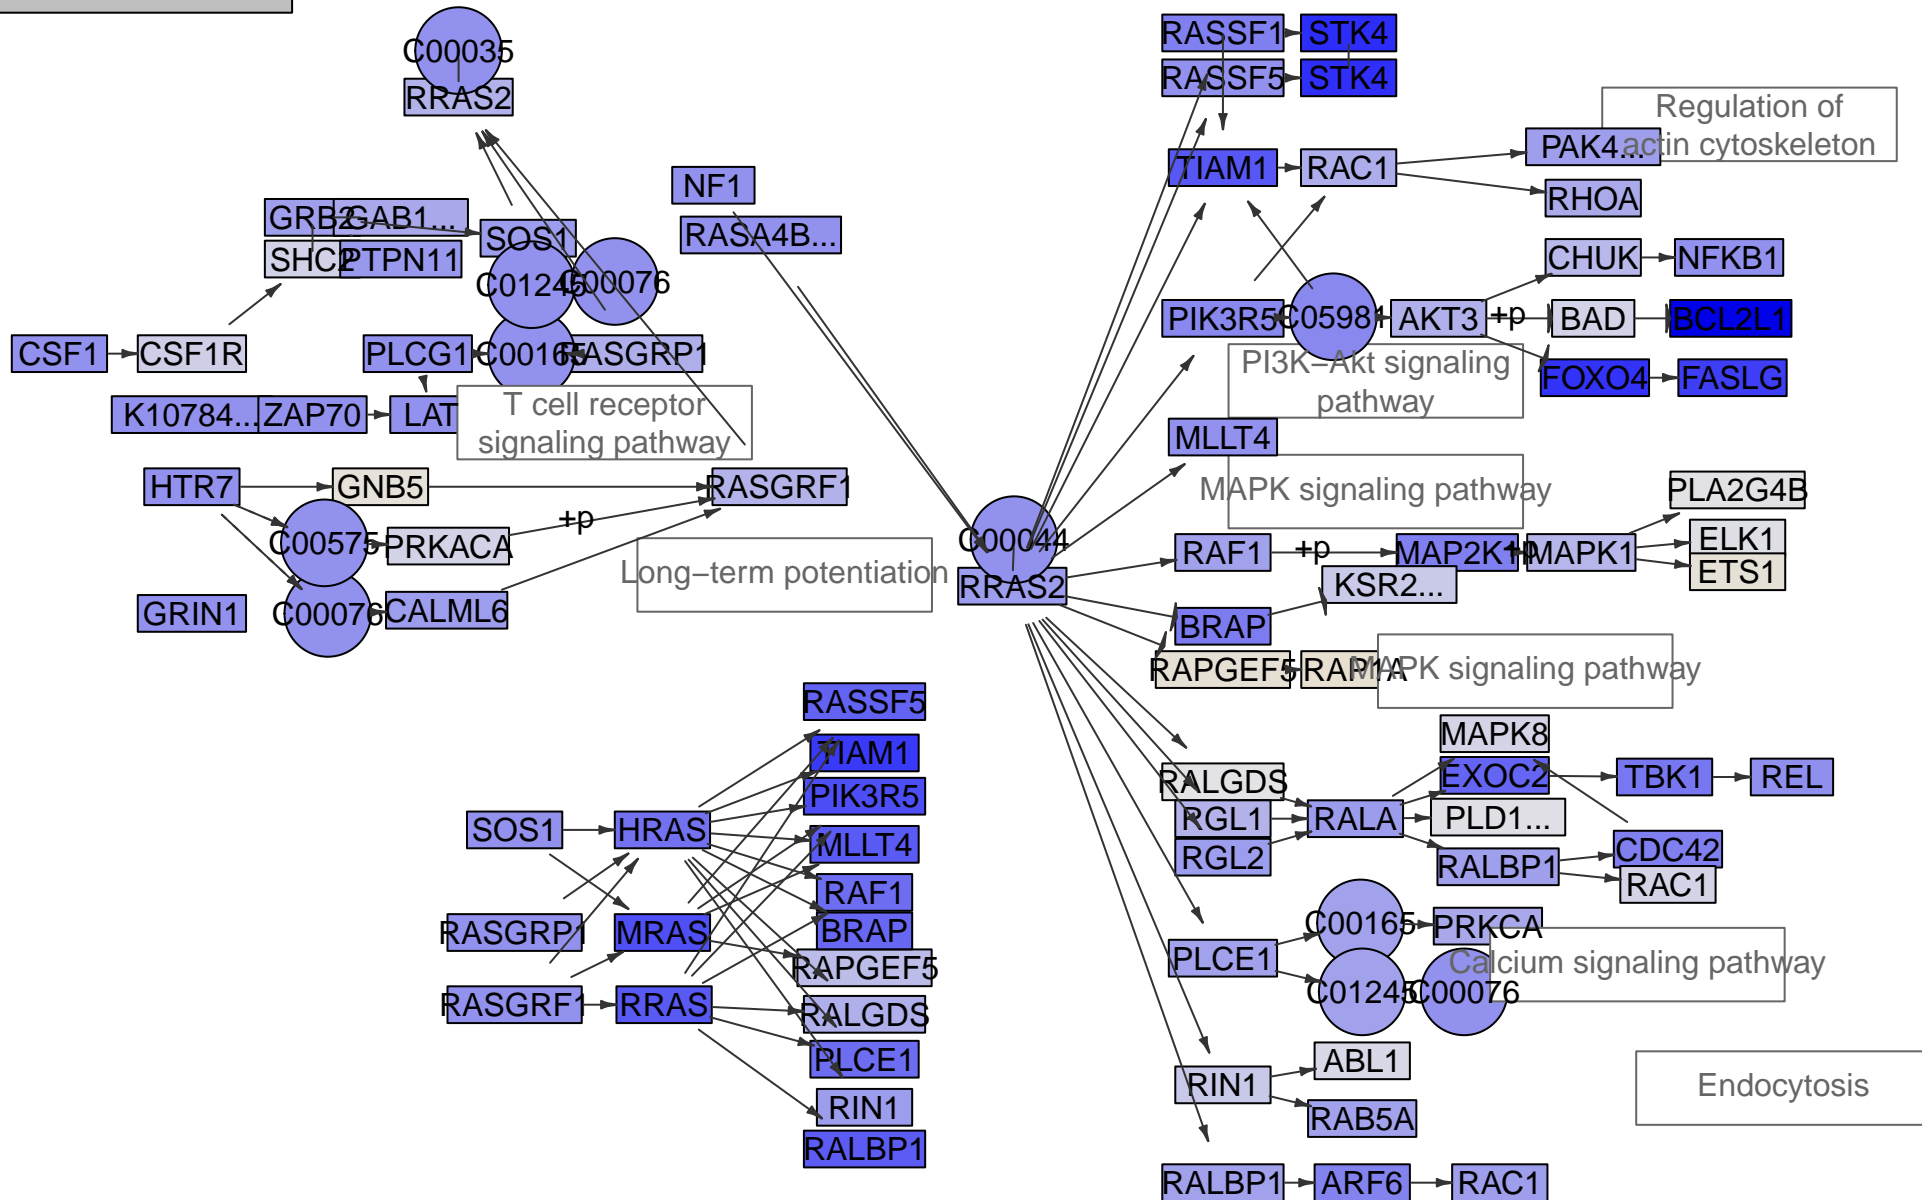 C00035
RRAS2
NF1
RASA4B...
GRB2
GAB1...
SHC2
PTPN11
SOS1
C01245
C00076
CSF1
CSF1R
PLCG1
C00165
RASGRP1
K10784...
ZAP70
LAT
T cell receptor
signaling pathway
HTR7
GNB5
RASGRF1
+p
C00575
PRKACA
GRIN1
C00076
CALML6
Long−term potentiation
C00044
RRAS2
RASSF1
STK4
RASSF5
STK4
Regulation of
actin cytoskeleton
PAK4...
TIAM1
RAC1
RHOA
CHUK
NFKB1
PIK3R5
C05981
AKT3
+p
BAD
BCL2L1
PI3K−Akt signaling
pathway
FOXO4
FASLG
MLLT4
MAPK signaling pathway
PLA2G4B
RAF1
+p
MAP2K1
+p
MAPK1
ELK1
ETS1
KSR2...
BRAP
RAPGEF5
RAP1A
MAPK signaling pathway
MAPK8
RALGDS
EXOC2
TBK1
REL
RGL1
RALA
PLD1...
RGL2
RALBP1
CDC42
RAC1
C00165
PRKCA
PLCE1
Calcium signaling pathway
C01245
C00076
ABL1
RIN1
RAB5A
Endocytosis
RALBP1
ARF6
RAC1
RASSF5
TIAM1
PIK3R5
SOS1
HRAS
MLLT4
RAF1
RASGRP1
MRAS
BRAP
RAPGEF5
RASGRF1
RRAS
RALGDS
PLCE1
RIN1
RALBP1